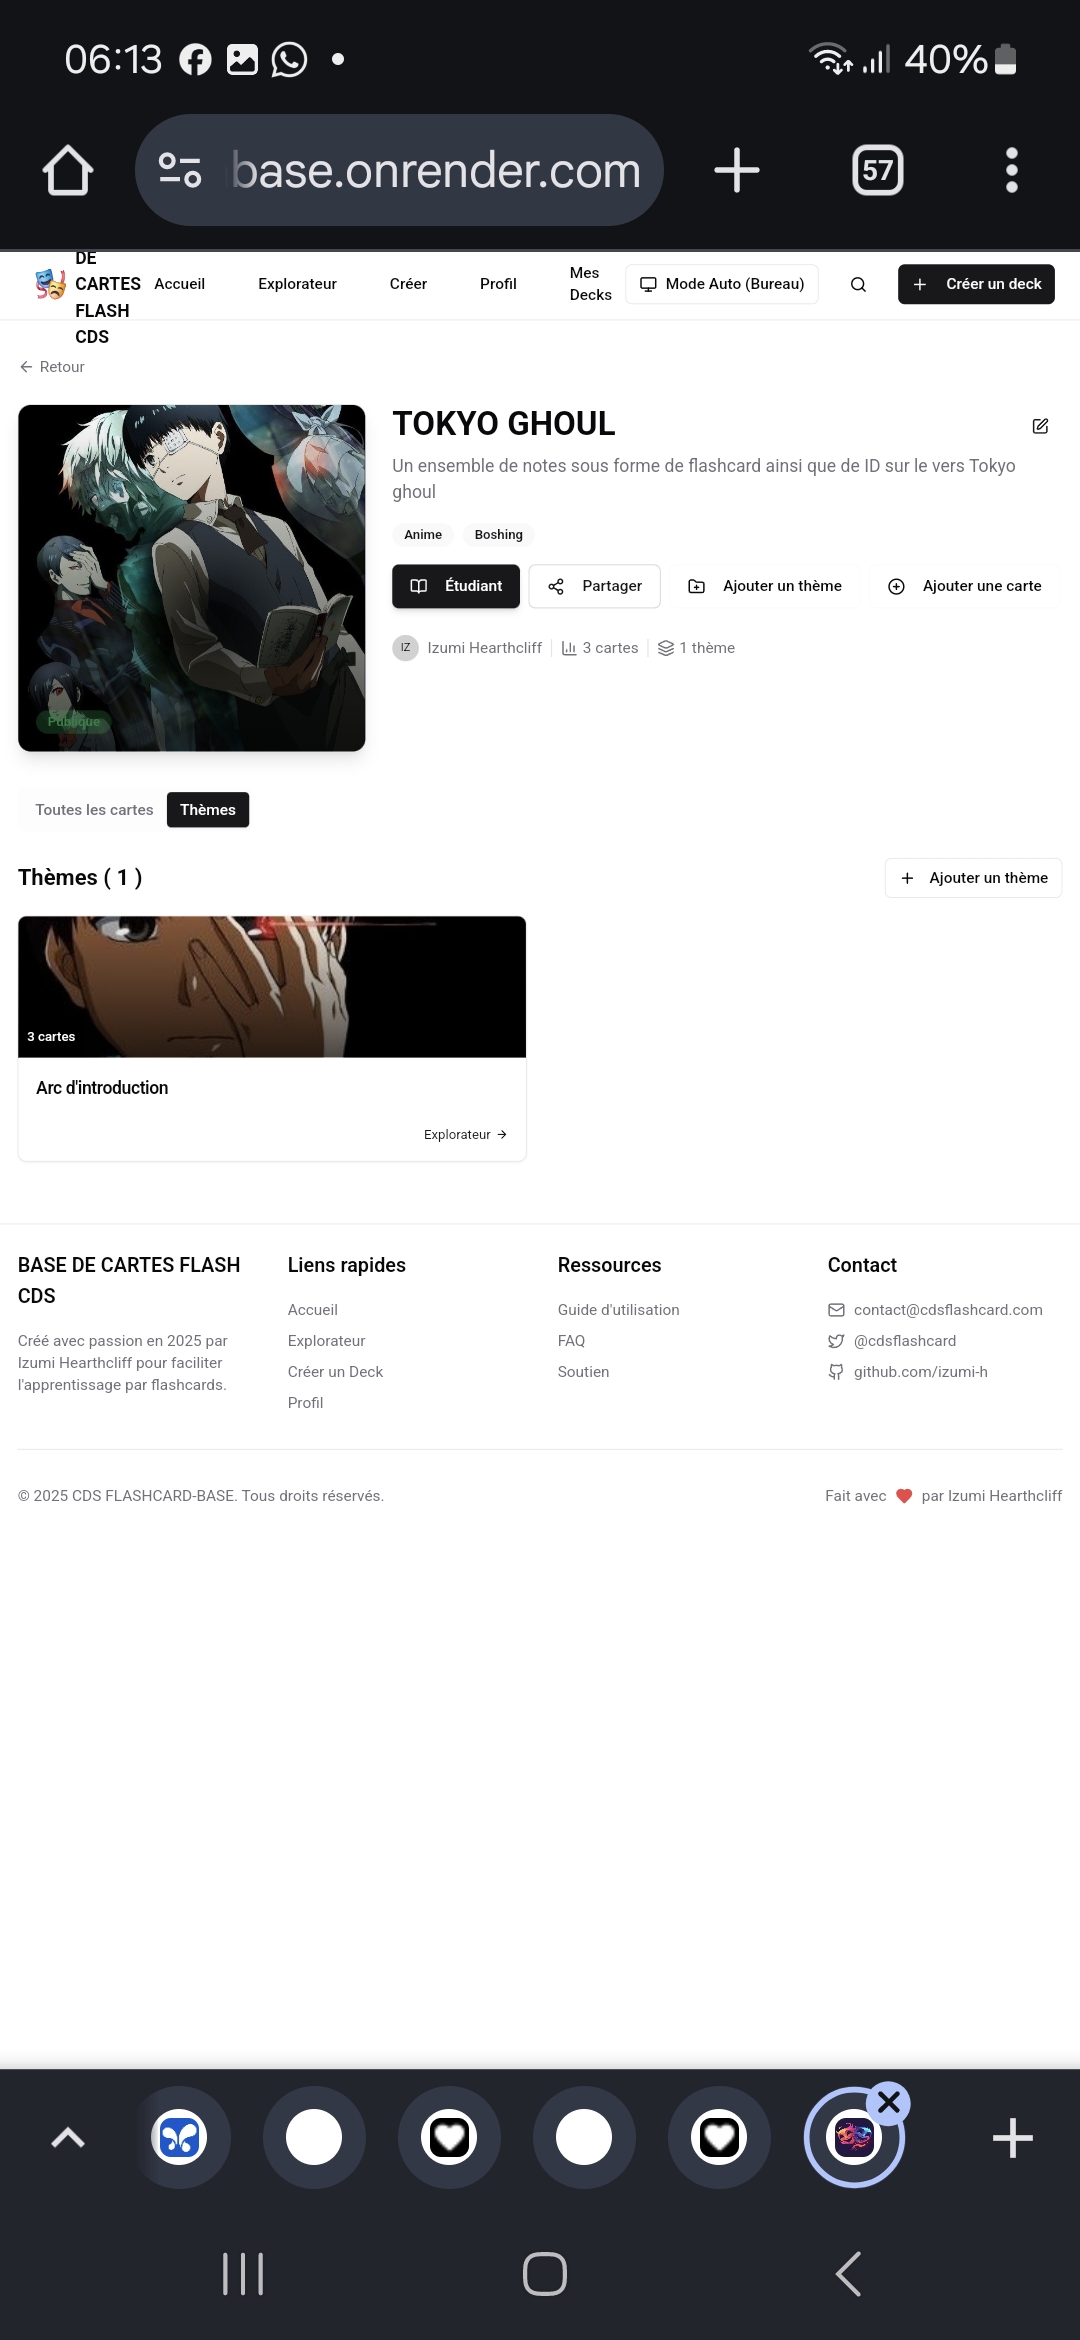 06:13
40%
base.onrender.com
57
DE
CARTES
FLASH
CDS
Accueil
Explorateur
Créer
Profil
Mes
Decks
Mode Auto (Bureau)
Créer un deck
Retour
TOKYO GHOUL
Un ensemble de notes sous forme de flashcard ainsi que de ID sur le vers Tokyo
ghoul
Anime
Boshing
Étudiant
Partager
Ajouter un thème
Ajouter une carte
IZ
Izumi Hearthcliff
3 cartes
1 thème
Publique
Toutes les cartes
Thèmes
Thèmes ( 1 )
Ajouter un thème
3 cartes
Arc d'introduction
Explorateur
BASE DE CARTES FLASH
CDS
Créé avec passion en 2025 par
Izumi Hearthcliff pour faciliter
l'apprentissage par flashcards.
Liens rapides
Accueil
Explorateur
Créer un Deck
Profil
Ressources
Guide d'utilisation
FAQ
Soutien
Contact
contact@cdsflashcard.com
@cdsflashcard
github.com/izumi-h
© 2025 CDS FLASHCARD-BASE. Tous droits réservés.
Fait avec
par Izumi Hearthcliff